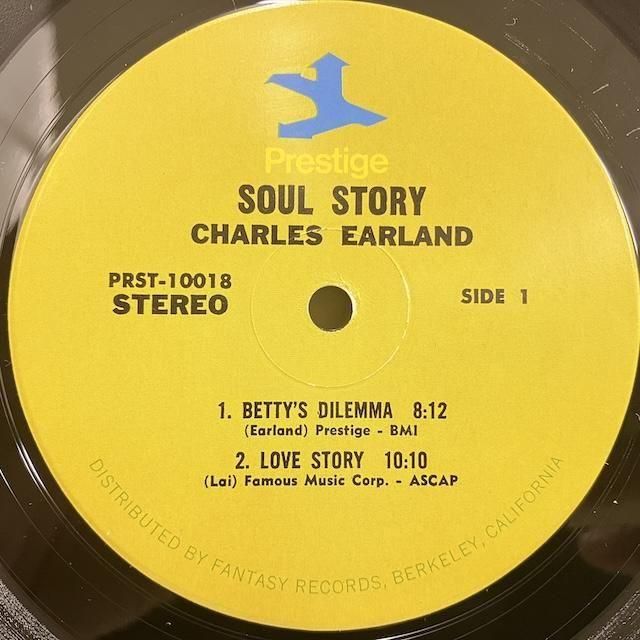 Prestige
SOUL STORY
CHARLES EARLAND
PRST-10018
STEREO
SIDE 1
1. BETTY'S DILEMMA 8:12
(Earland) Prestige - BMI
2. LOVE STORY 10:10
(Lai) Famous Music Corp. - ASCAP
DISTRIBUTED BY FANTASY RECORDS, BERKELEY, CALIFORNIA